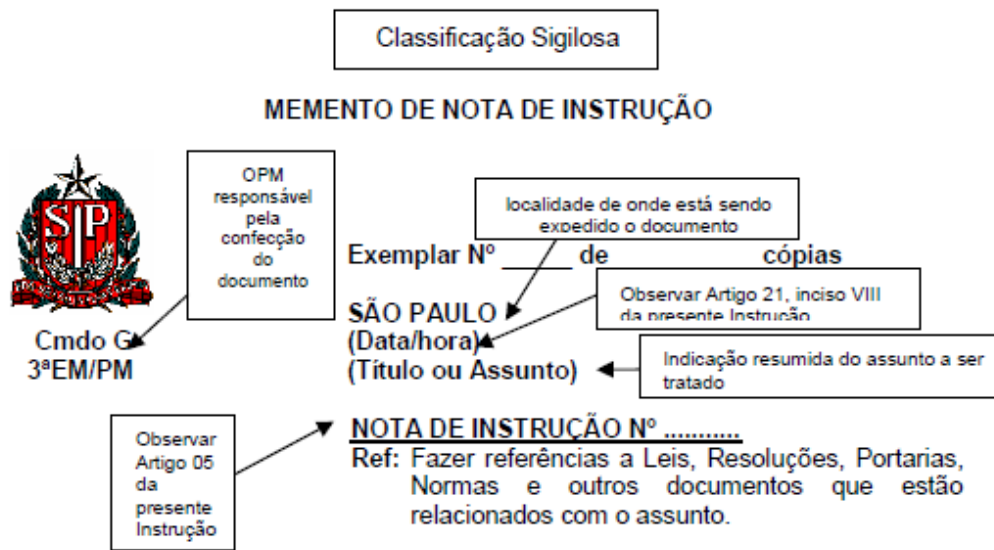 Classificação Sigilosa
MEMENTO DE NOTA DE INSTRUÇÃO
OPM
responsável
pela
confecção
do
documento
localidade de onde está sendo
expedido o documento
SP
Exemplar Nº _____ de __________ cópias
Observar Artigo 21, inciso VIII
da presente Instrução
SÃO PAULO
(Data/hora)
(Título ou Assunto)
Cmdo G
3ªEM/PM
Indicação resumida do assunto a ser
tratado
Observar
Artigo 05
da
presente
Instrução
NOTA DE INSTRUÇÃO Nº ...........
Ref: Fazer referências a Leis, Resoluções, Portarias,
Normas e outros documentos que estão
relacionados com o assunto.